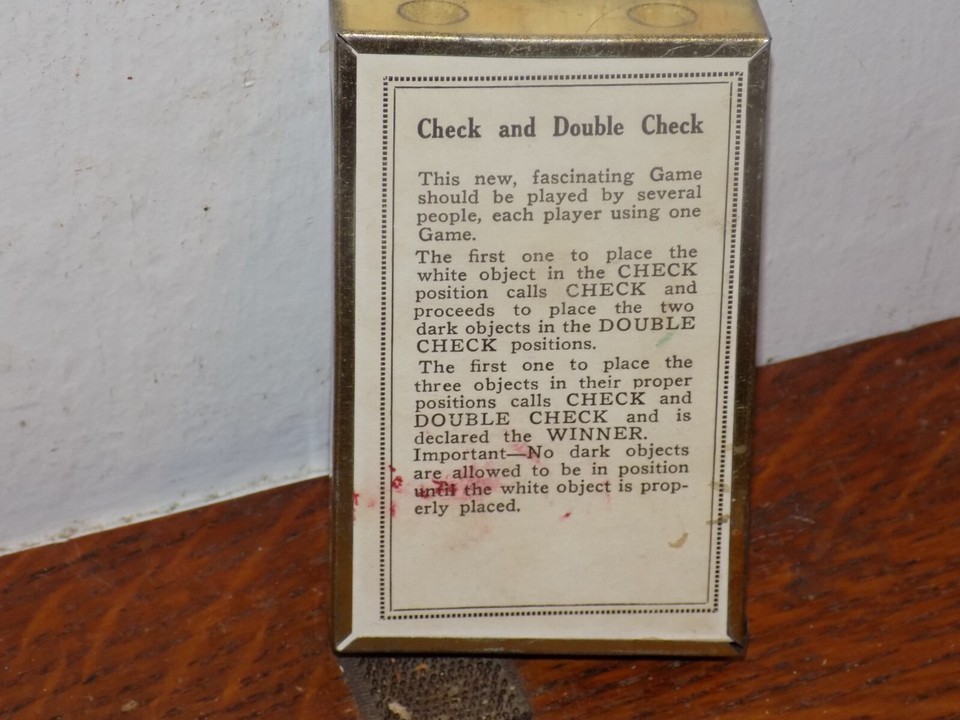 Check and Double Check
This new, fascinating Game
should be played by several
people, each player using one
Game.
The first one to place the
white object in the CHECK
position calls CHECK and
proceeds to place the two
dark objects in the DOUBLE
CHECK positions.
The first one to place the
three objects in their proper
positions calls CHECK and
DOUBLE CHECK and is
declared the WINNER.
Important—No dark objects
are allowed to be in position
until the white object is prop-
erly placed.